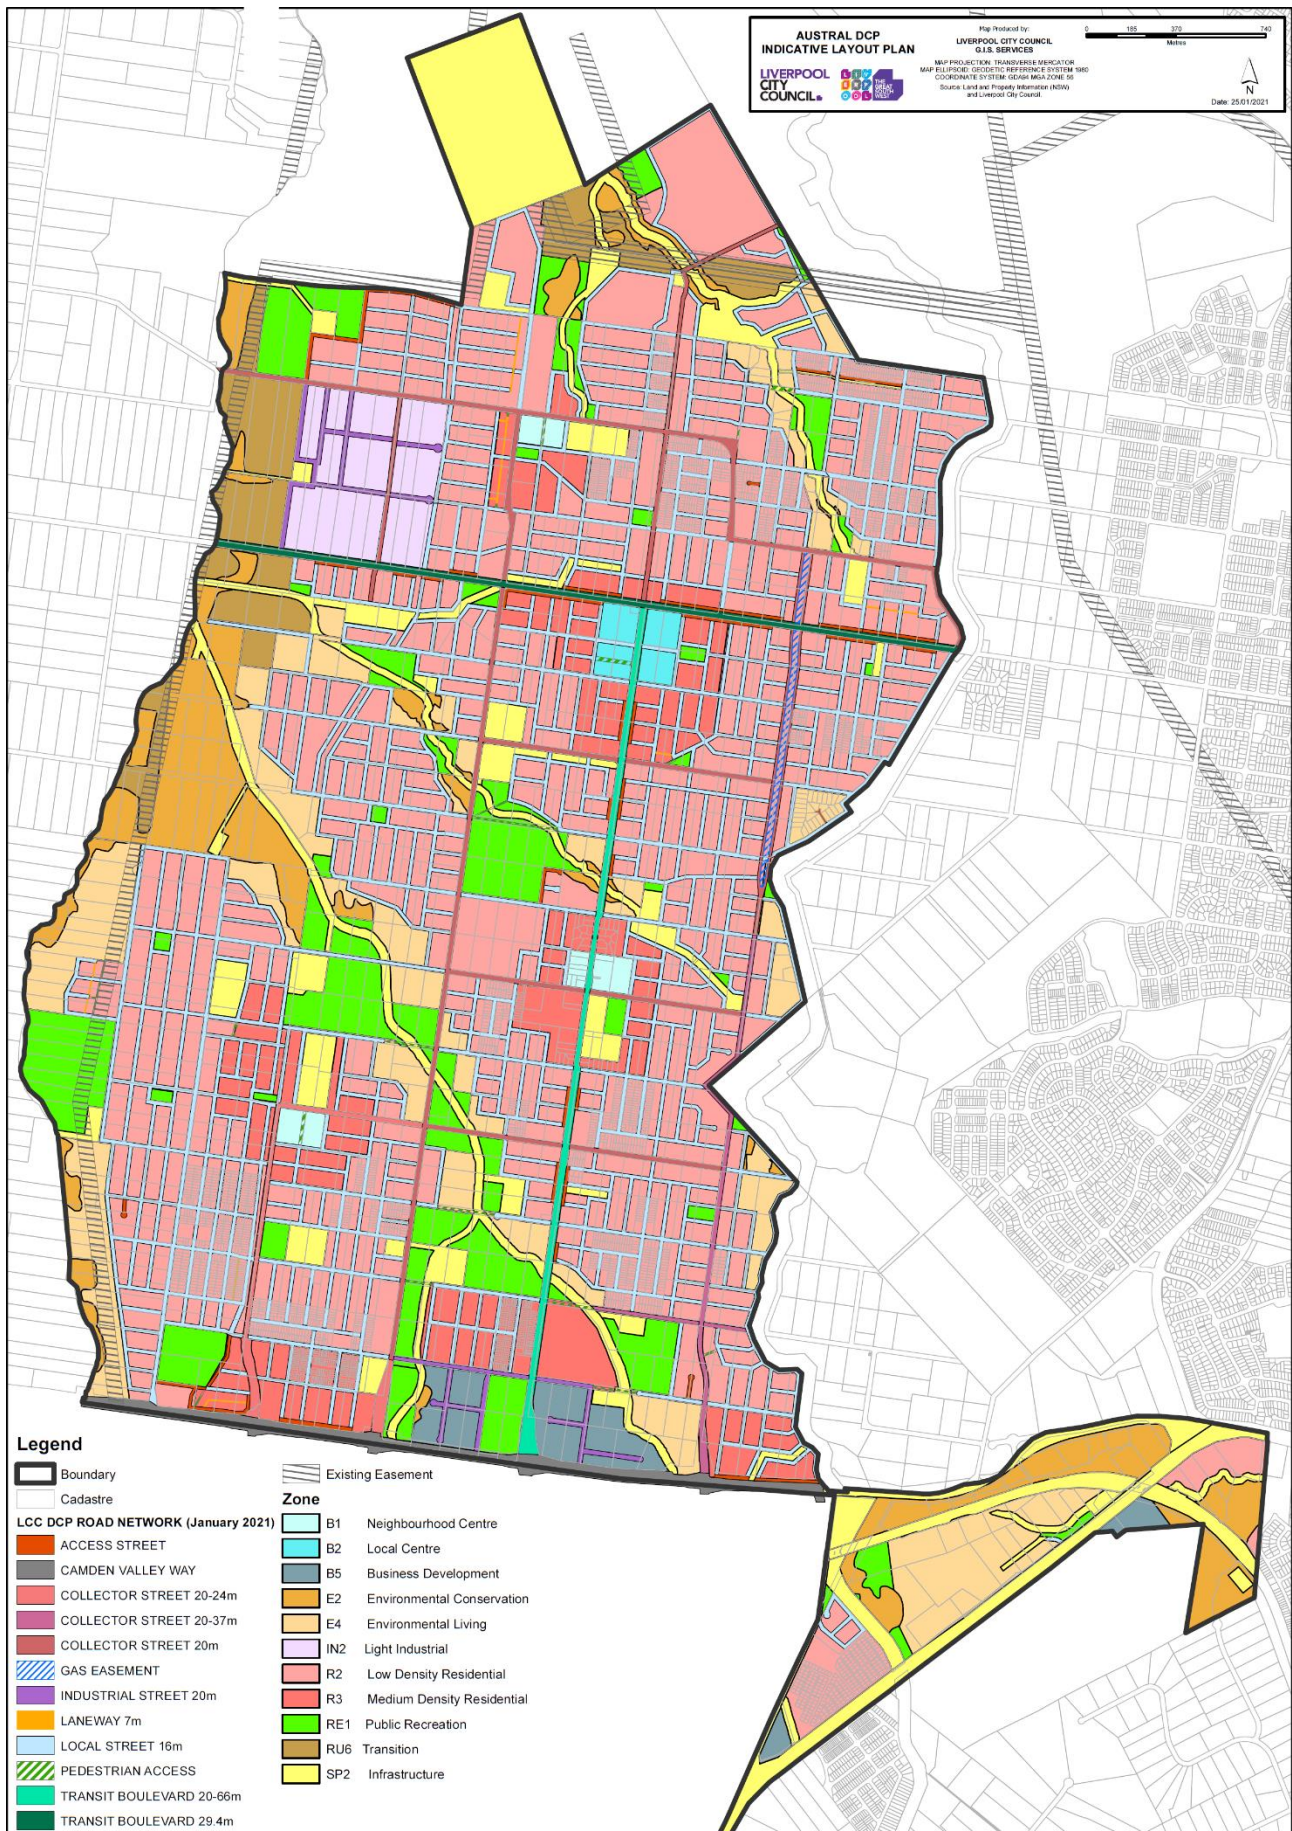 AUSTRAL DCP
INDICATIVE LAYOUT PLAN
LIVERPOOL
CITY
COUNCIL
THE
GREAT
SOUTH
WEST
Map Produced by:
LIVERPOOL CITY COUNCIL
G.I.S. SERVICES
MAP PROJECTION: TRANSVERSE MERCATOR
MAP ELLIPSOID: GEODETIC REFERENCE SYSTEM 1980
COORDINATE SYSTEM: GDA94 MGA ZONE 56
Source: Land and Property Information (NSW)
and Liverpool City Council.
0 185 370 740
Metres
N
Date: 25/01/2021
Legend
Boundary
Cadastre
LCC DCP ROAD NETWORK (January 2021)
ACCESS STREET
CAMDEN VALLEY WAY
COLLECTOR STREET 20-24m
COLLECTOR STREET 20-37m
COLLECTOR STREET 20m
GAS EASEMENT
INDUSTRIAL STREET 20m
LANEWAY 7m
LOCAL STREET 16m
PEDESTRIAN ACCESS
TRANSIT BOULEVARD 20-66m
TRANSIT BOULEVARD 29.4m
Existing Easement
Zone
B1 Neighbourhood Centre
B2 Local Centre
B5 Business Development
E2 Environmental Conservation
E4 Environmental Living
IN2 Light Industrial
R2 Low Density Residential
R3 Medium Density Residential
RE1 Public Recreation
RU6 Transition
SP2 Infrastructure